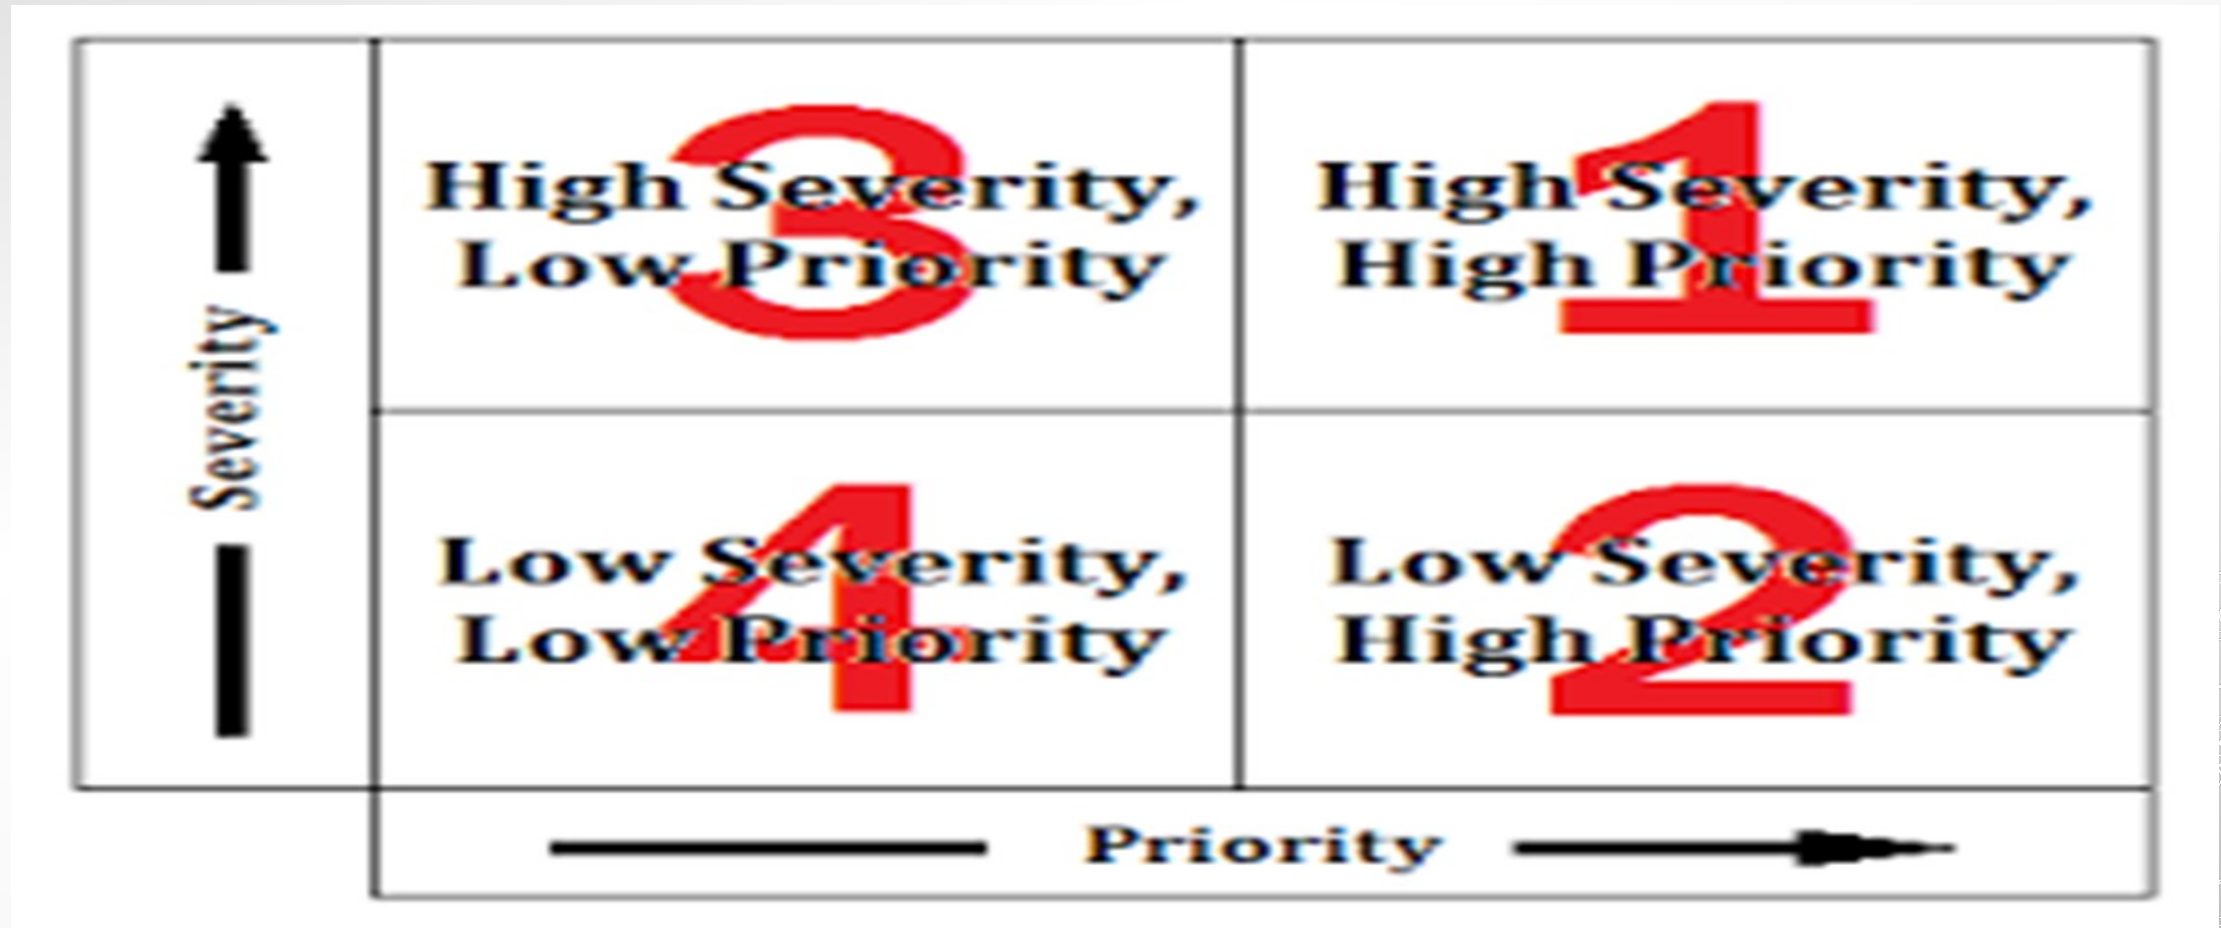 3
High Severity,
Low Priority
1
High Severity,
High Priority
Severity
4
Low Severity,
Low Priority
2
Low Severity,
High Priority
Priority